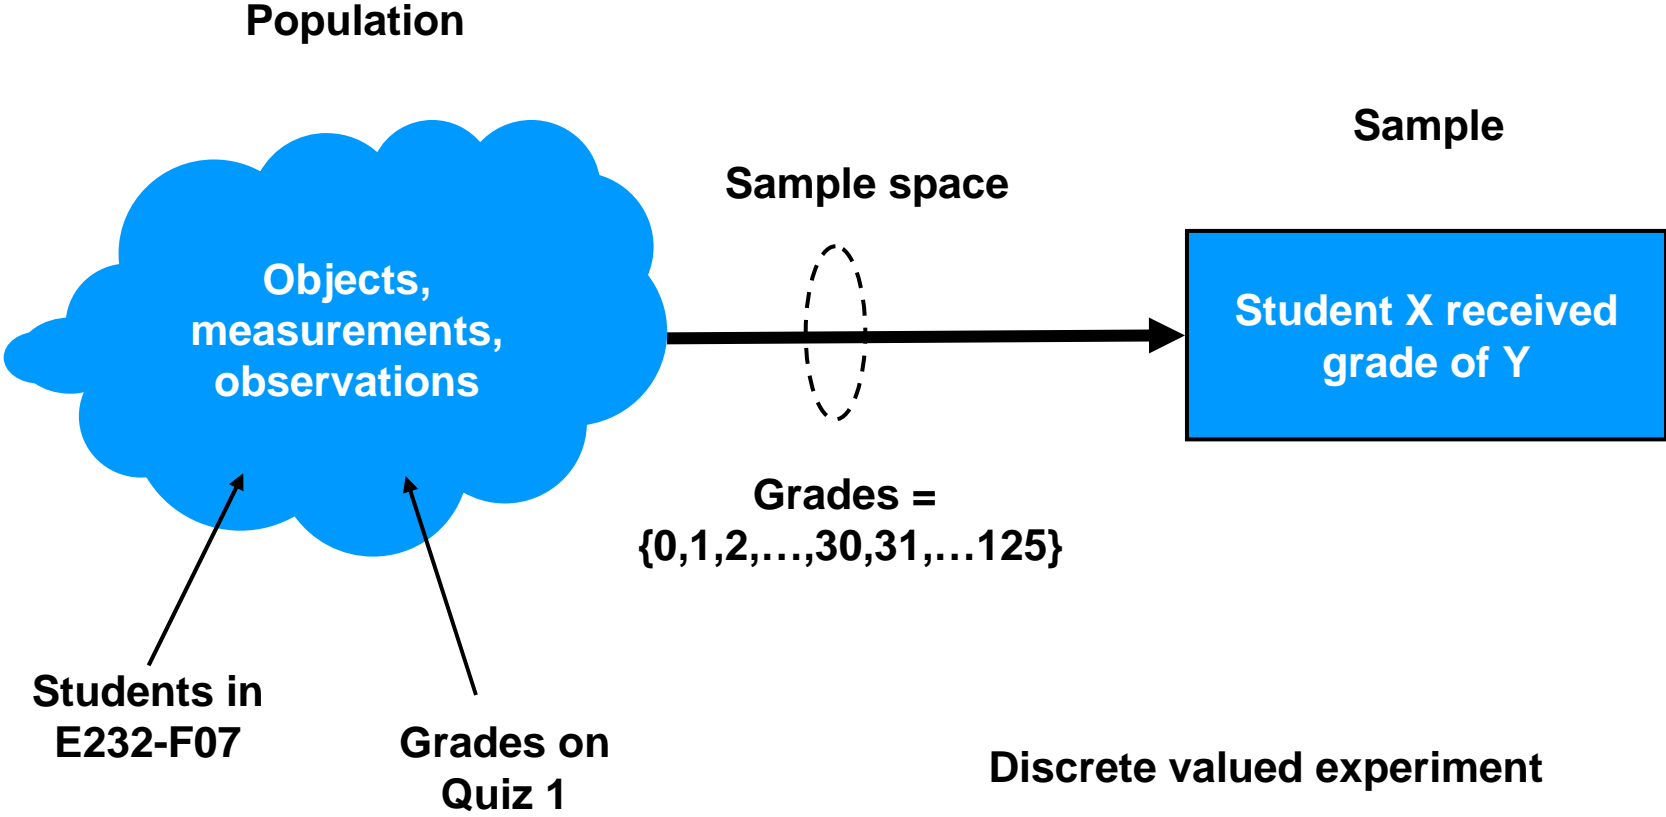 Population
Sample
Sample space
Objects,
measurements,
observations
Student X received
grade of Y
Grades =
{0,1,2,…,30,31,…125}
Students in
E232-F07
Grades on
Quiz 1
Discrete valued experiment